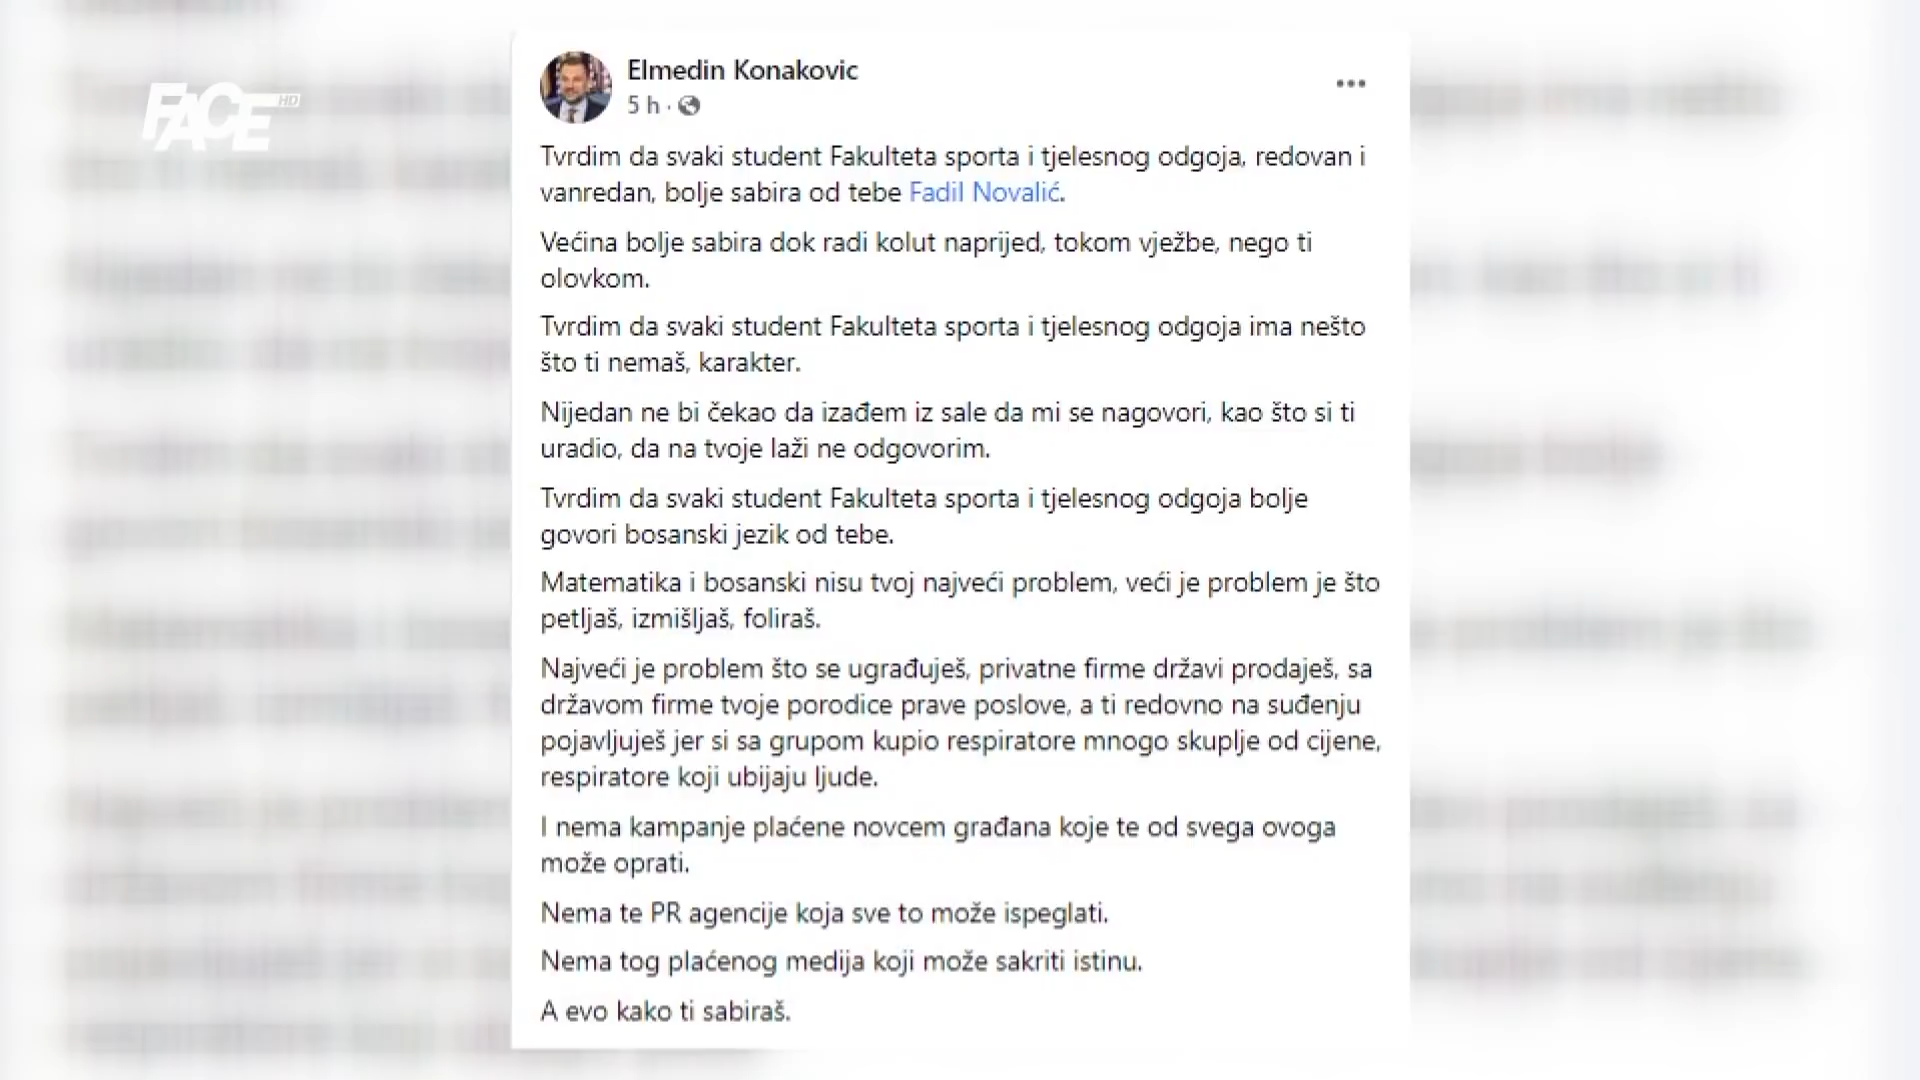 FACE HD
Elmedin Konakovic
5 h ·
Tvrdim da svaki student Fakulteta sporta i tjelesnog odgoja, redovan i
vanredan, bolje sabira od tebe Fadil Novalić.
Većina bolje sabira dok radi kolut naprijed, tokom vježbe, nego ti
olovkom.
Tvrdim da svaki student Fakulteta sporta i tjelesnog odgoja ima nešto
što ti nemaš, karakter.
Nijedan ne bi čekao da izađem iz sale da mi se nagovori, kao što si ti
uradio, da na tvoje laži ne odgovorim.
Tvrdim da svaki student Fakulteta sporta i tjelesnog odgoja bolje
govori bosanski jezik od tebe.
Matematika i bosanski nisu tvoj najveći problem, veći je problem je što
petljaš, izmišljaš, foliraš.
Najveći je problem što se ugrađuješ, privatne firme državi prodaješ, sa
državom firme tvoje porodice prave poslove, a ti redovno na suđenju
pojavljuješ jer si sa grupom kupio respiratore mnogo skuplje od cijene,
respiratore koji ubijaju ljude.
I nema kampanje plaćene novcem građana koje te od svega ovoga
može oprati.
Nema te PR agencije koja sve to može ispeglati.
Nema tog plaćenog medija koji može sakriti istinu.
A evo kako ti sabiraš.